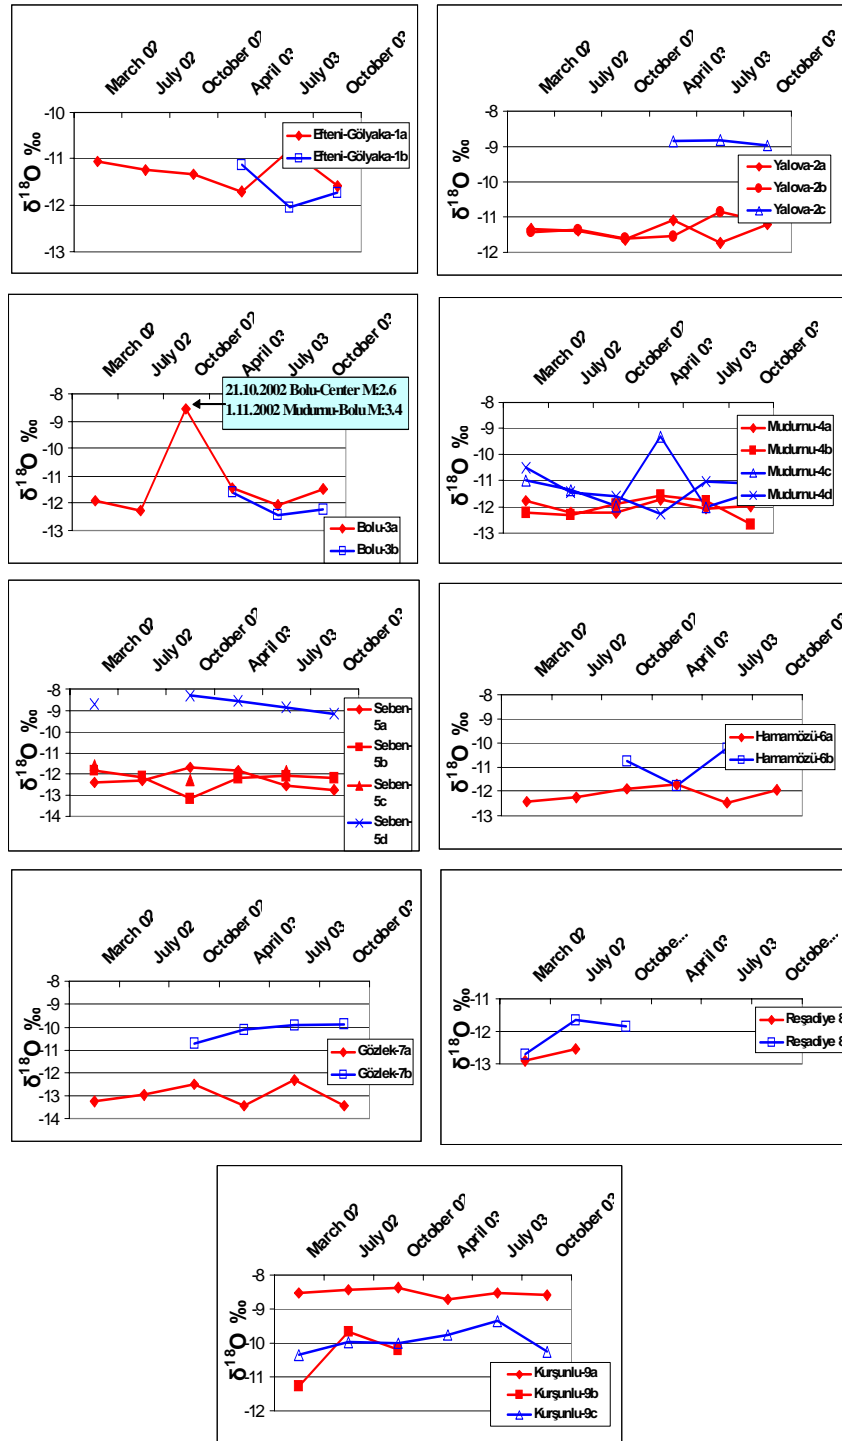 March 02 July 02 October 02 April 03 July 03 October 03
δ18O ‰
-10
-11
-12
-13
Efteni-Gölyaka-1a
Efteni-Gölyaka-1b
March 02 July 02 October 02 April 03 July 03 October 03
δ18O ‰
-8
-9
-10
-11
-12
Yalova-2a
Yalova-2b
Yalova-2c
March 02 July 02 October 02 April 03 July 03 October 03
δ18O ‰
-8
-9
-10
-11
-12
-13
21.10.2002 Bolu-Center M:2.6
1.11.2002 Mudurnu-Bolu M:3.4
Bolu-3a
Bolu-3b
March 02 July 02 October 02 April 03 July 03 October 03
δ18O ‰
-8
-9
-10
-11
-12
-13
Mudurnu-4a
Mudurnu-4b
Mudurnu-4c
Mudurnu-4d
March 02 July 02 October 02 April 03 July 03 October 03
δ18O ‰
-8
-9
-10
-11
-12
-13
-14
Seben-
5a
Seben-
5b
Seben-
5c
Seben-
5d
March 02 July 02 October 02 April 03 July 03 October 03
δ18O ‰
-8
-9
-10
-11
-12
-13
Hamamözü-6a
Hamamözü-6b
March 02 July 02 October 02 April 03 July 03 October 03
δ18O ‰
-8
-9
-10
-11
-12
-13
-14
Gözlek-7a
Gözlek-7b
March 02 July 02 Octobe... April 03 July 03 Octobe...
δ18O ‰
-11
-12
-13
Reşadiye 8
Reşadiye 8
March 02 July 02 October 02 April 03 July 03 October 03
δ18O ‰
-8
-9
-10
-11
-12
Kurşunlu-9a
Kurşunlu-9b
Kurşunlu-9c